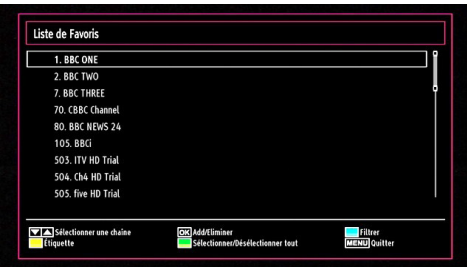 Liste de Favoris
1. BBC ONE
2. BBC TWO
7. BBC THREE
70. CBBC Channel
80. BBC NEWS 24
105. BBCi
503. ITV HD Trial
504. Ch4 HD Trial
505. five HD Trial
Sélectionner une chaine
OK Add/Eliminer
Filtrer
Étiquette
Sélectionner/Désélectionner tout
MENU Quitter